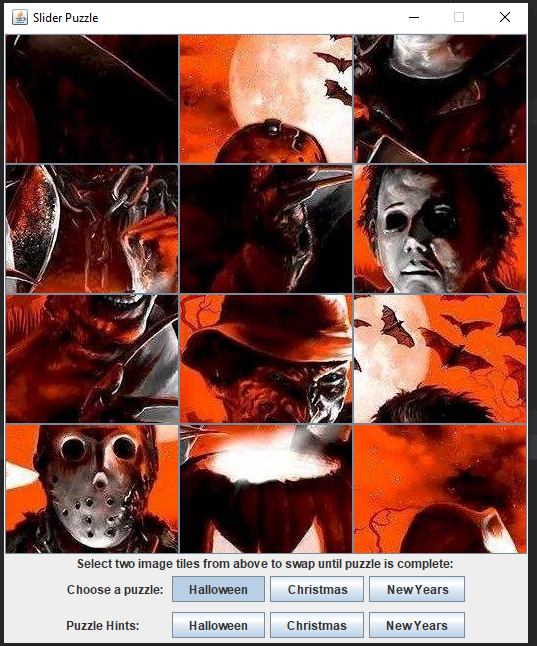 Slider Puzzle
Select two image tiles from above to swap until puzzle is complete:
Choose a puzzle: Halloween Christmas New Years
Puzzle Hints: Halloween Christmas New Years